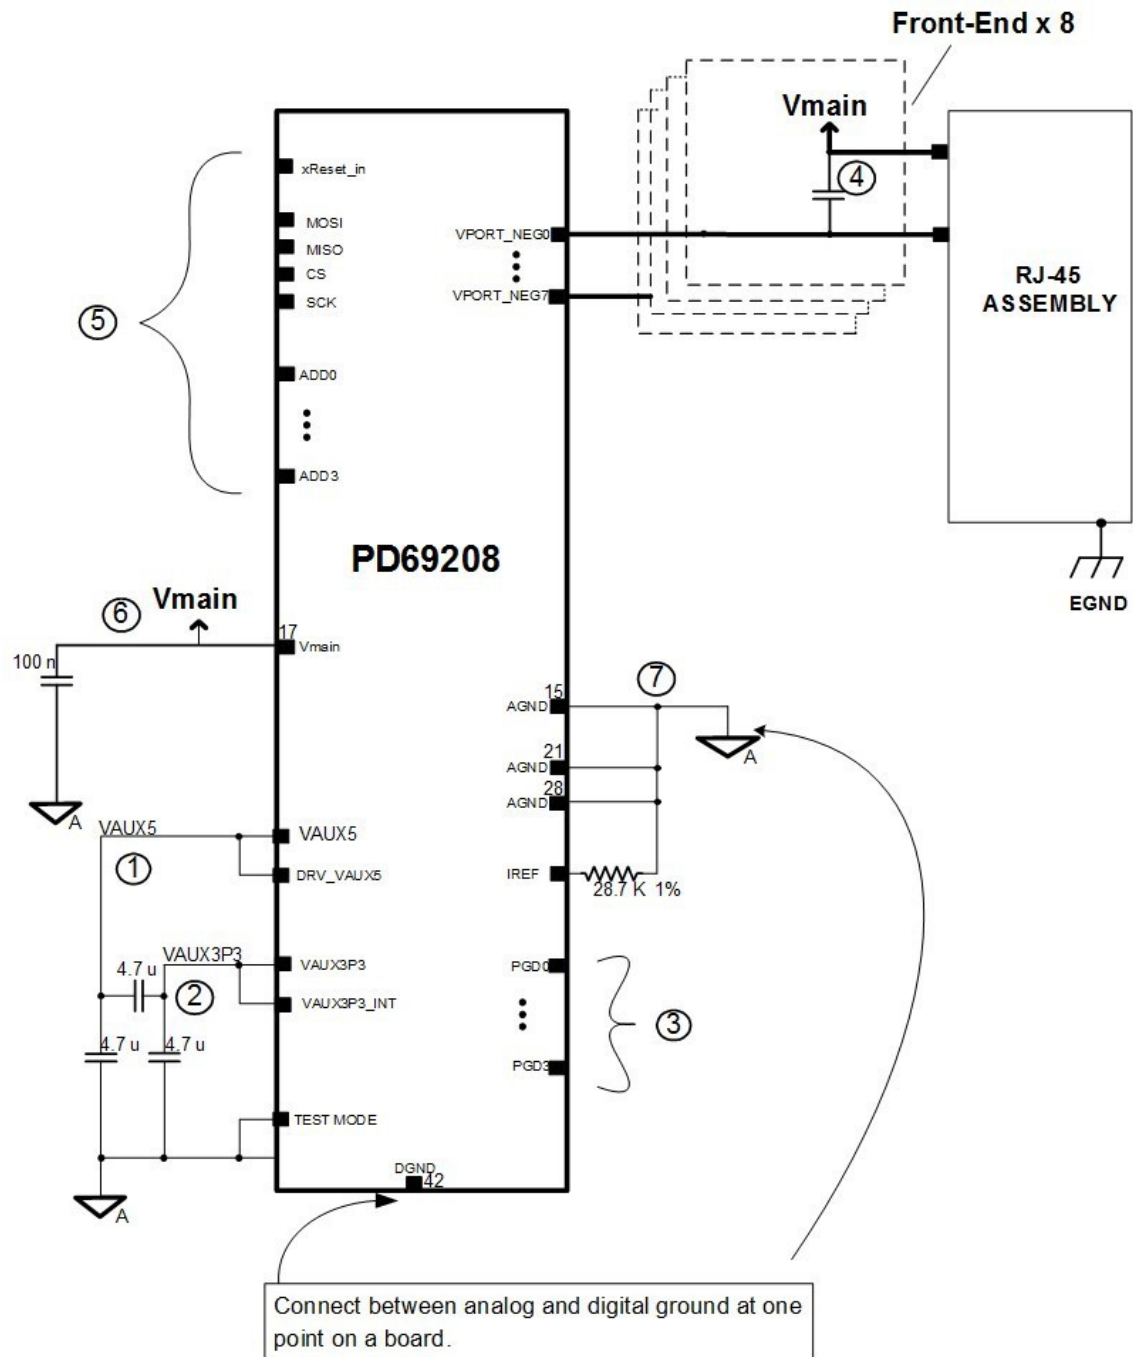 Front-End x 8
Vmain
4
xReset_in
MOSI
MISO
CS
SCK
VPORT_NEG0
VPORT_NEG7
RJ-45
ASSEMBLY
5
ADD0
ADD3
PD69208
EGND
6
Vmain
17
Vmain
100 n
A
7
15
AGND
21
AGND
28
AGND
A
VAUX5
VAUX5
1
DRV_VAUX5
IREF
28.7 K 1%
VAUX3P3
VAUX3P3
4.7 u
2
VAUX3P3_INT
4.7 u
4.7 u
PGD0
3
PGD3
TEST MODE
A
DGND
42
Connect between analog and digital ground at one
point on a board.